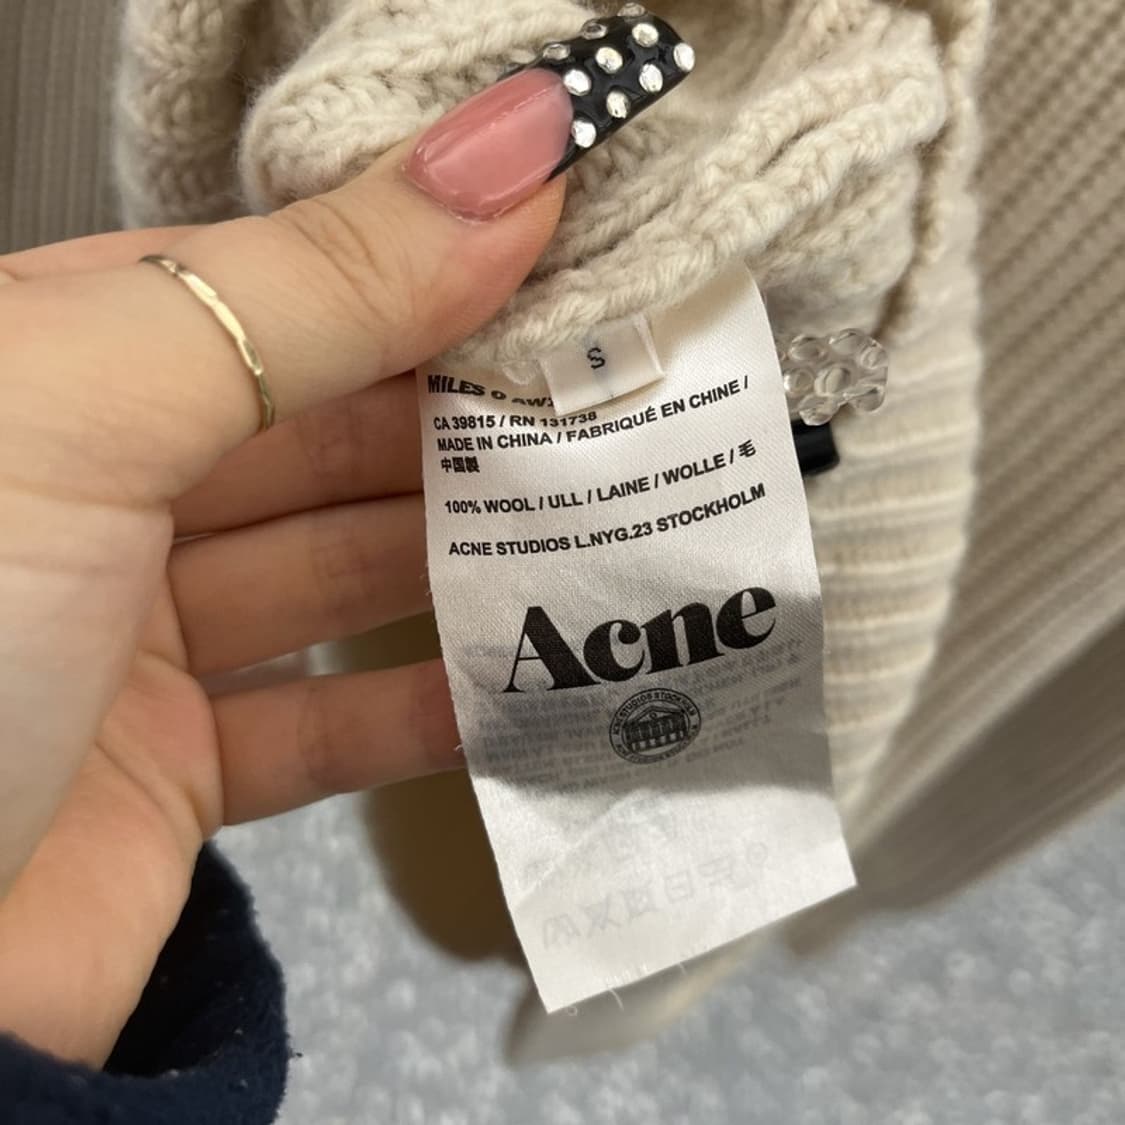 S
MILES O AW
CA 39815 / RN 131738
MADE IN CHINA / FABRIQUÉ EN CHINE /
中国製
100% WOOL / ULL / LAINE / WOLLE / 毛
ACNE STUDIOS L.NYG.23 STOCKHOLM
Acne